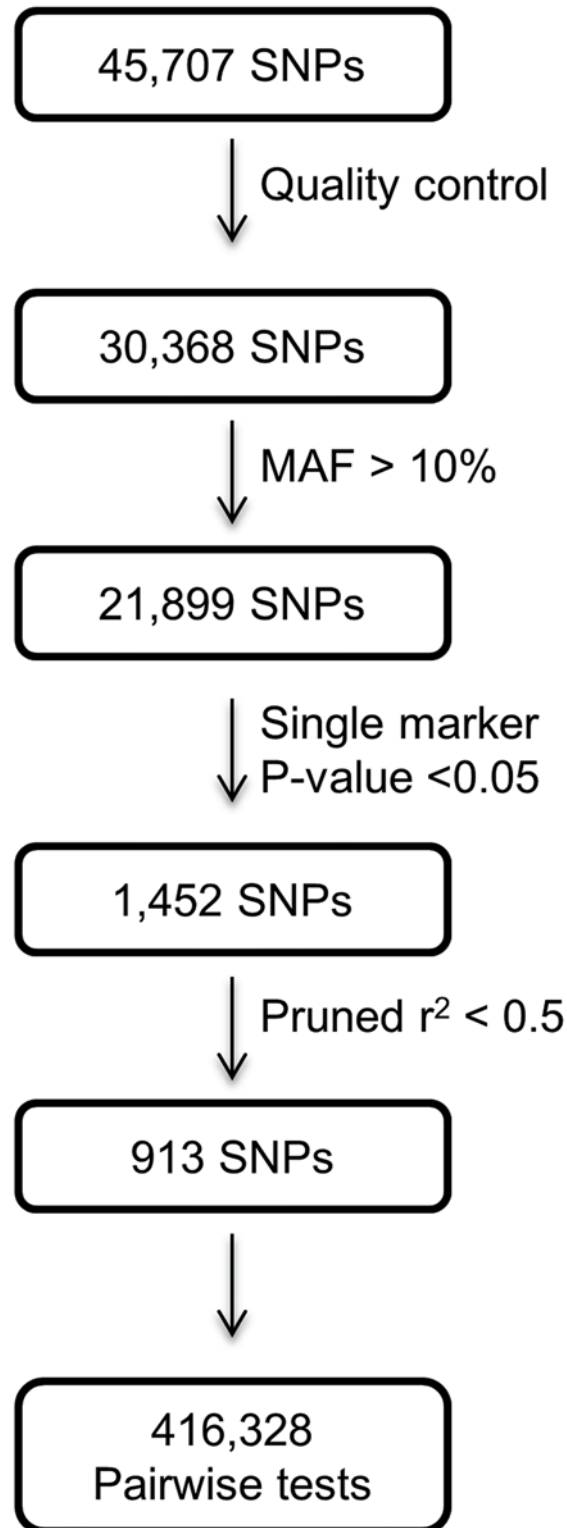 45,707 SNPs
Quality control
30,368 SNPs
MAF > 10%
21,899 SNPs
Single marker
P-value <0.05
1,452 SNPs
Pruned r² < 0.5
913 SNPs
416,328
Pairwise tests